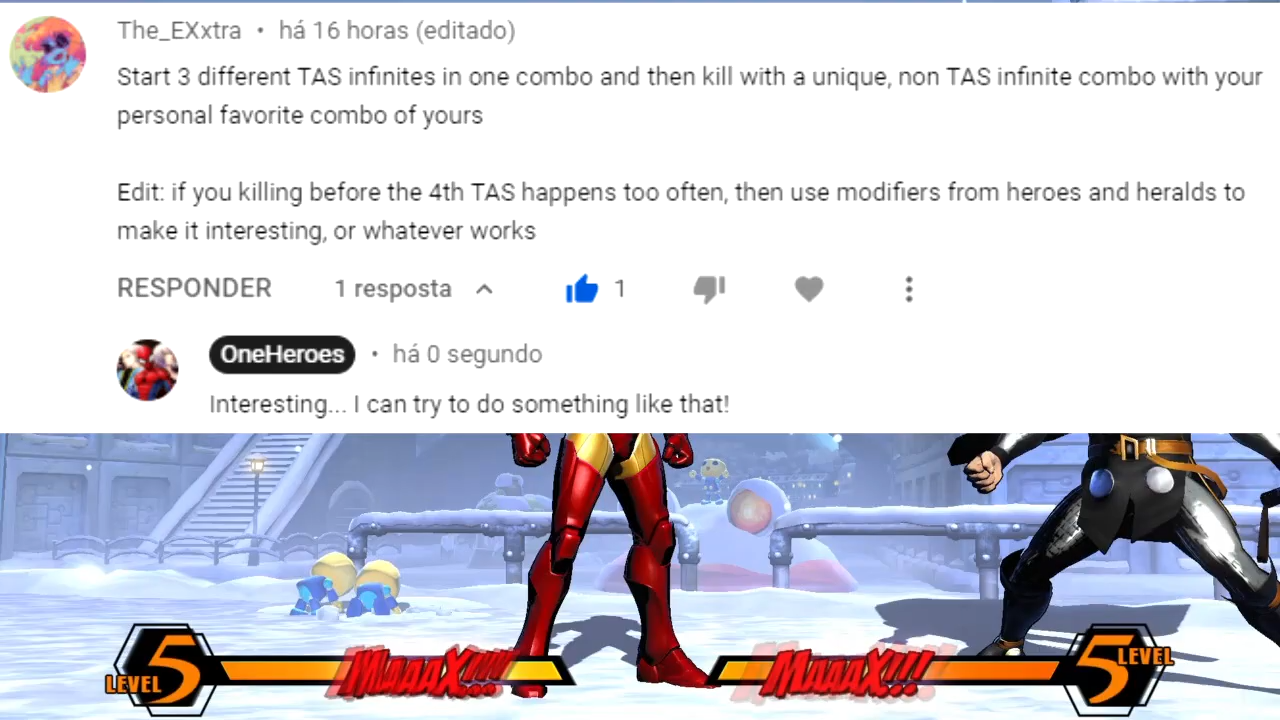 The_EXxtra • há 16 horas (editado)
Start 3 different TAS infinites in one combo and then kill with a unique, non TAS infinite combo with your
personal favorite combo of yours
Edit: if you killing before the 4th TAS happens too often, then use modifiers from heroes and heralds to
make it interesting, or whatever works
RESPONDER 1 resposta 1
OneHeroes • há 0 segundo
Interesting... I can try to do something like that!
LEVEL 5 MAAAX!!! MAAAX!!! 5 LEVEL